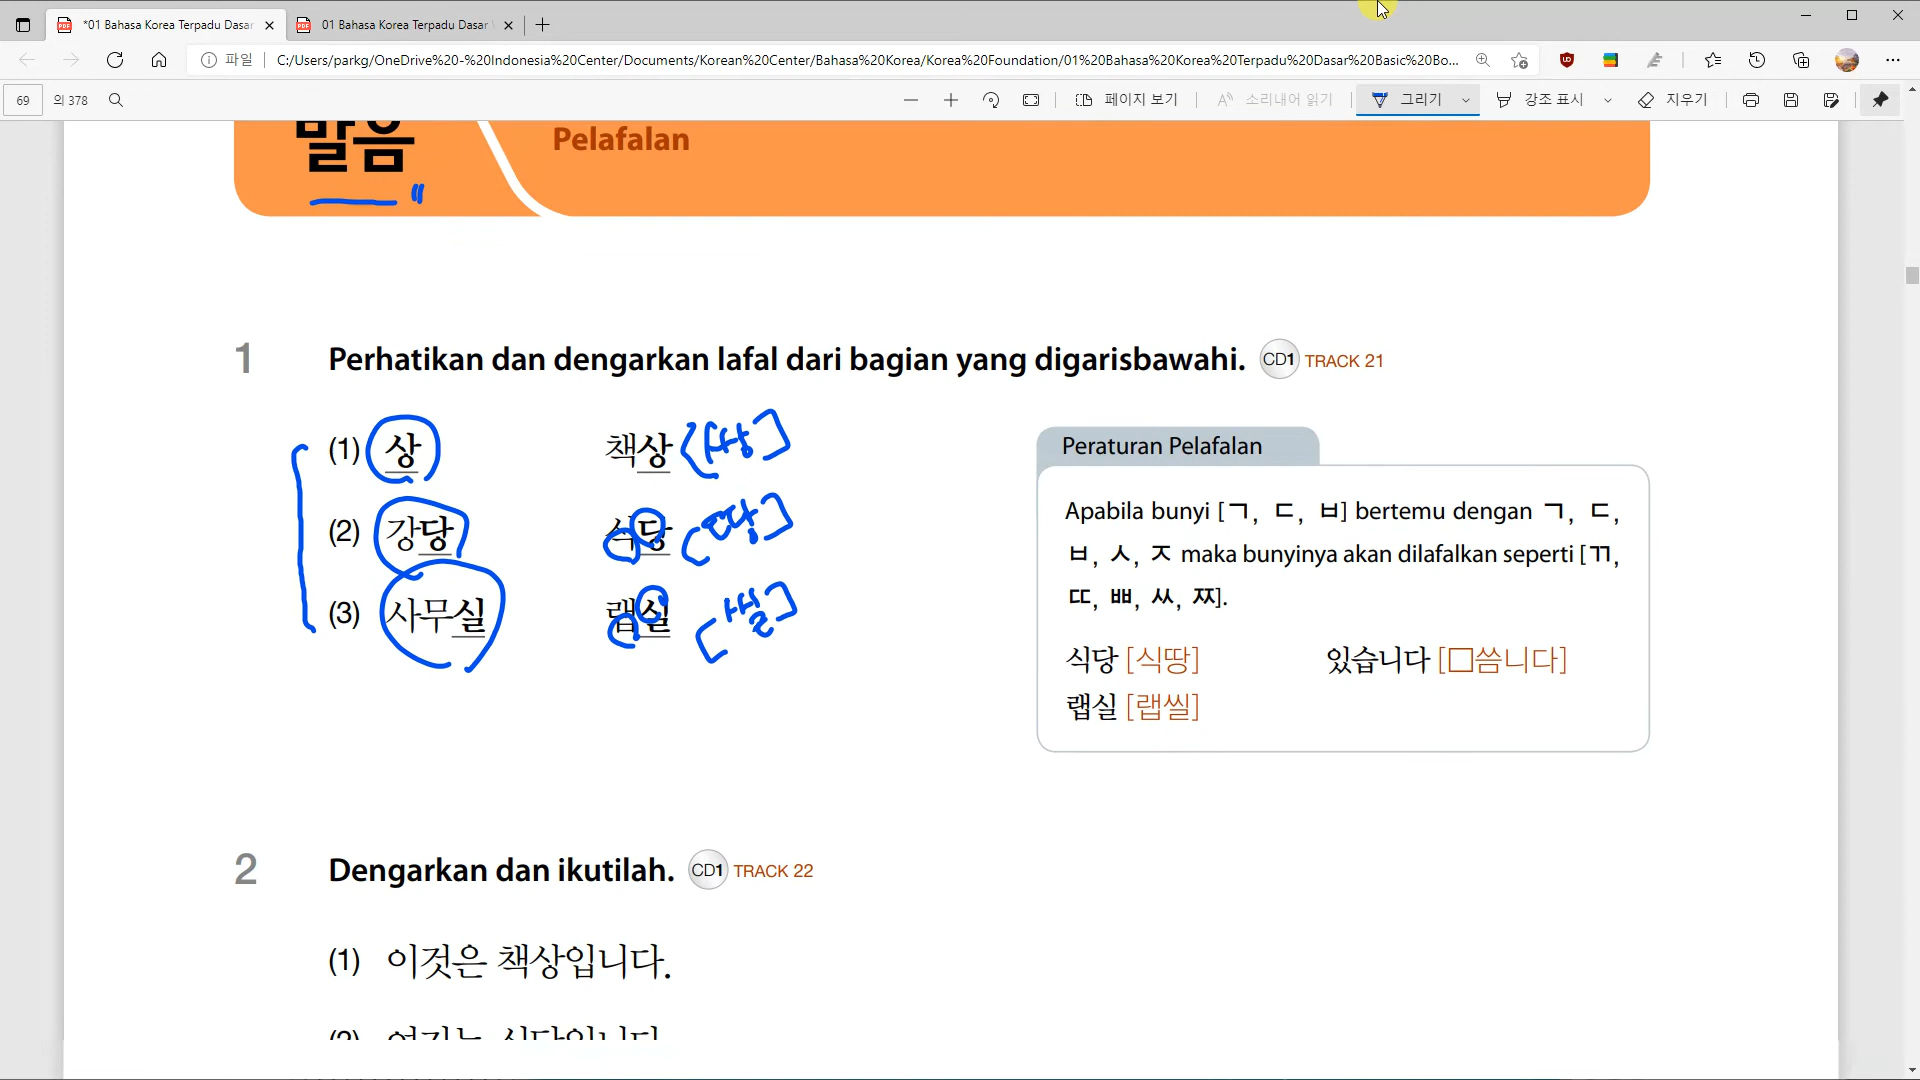 *01 Bahasa Korea Terpadu Dasar
01 Bahasa Korea Terpadu Dasar
파일
C:/Users/parkg/OneDrive%20-%20Indonesia%20Center/Documents/Korean%20Center/Bahasa%20Korea/Korea%20Foundation/01%20Bahasa%20Korea%20Terpadu%20Dasar%20Basic%20Bo...
69 의 378
페이지 보기
소리내어 읽기
그리기
강조 표시
지우기
발음
Pelafalan
1 Perhatikan dan dengarkan lafal dari bagian yang digarisbawahi. CD1 TRACK 21
(1) 상 책상 [쌍]
(2) 강당 식당 [땅]
(3) 사무실 랩실 [씰]
Peraturan Pelafalan
Apabila bunyi [ㄱ, ㄷ, ㅂ] bertemu dengan ㄱ, ㄷ,
ㅂ, ㅅ, ㅈ maka bunyinya akan dilafalkan seperti [ㄲ,
ㄸ, ㅃ, ㅆ, ㅉ].
식당 [식땅] 있습니다 [□씀니다]
랩실 [랩씰]
2 Dengarkan dan ikutilah. CD1 TRACK 22
(1) 이것은 책상입니다.